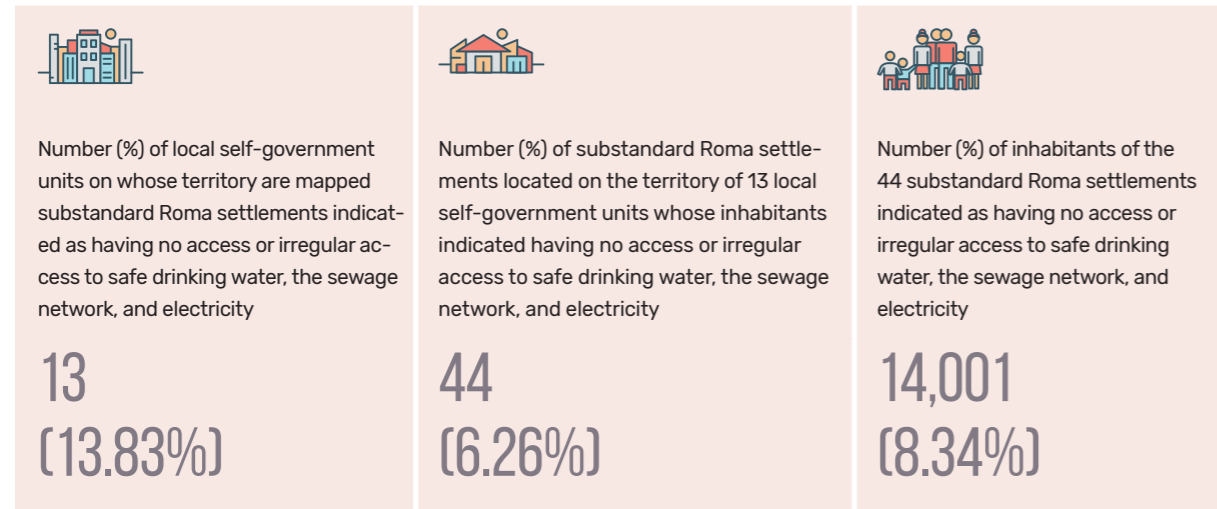 Number (%) of local self-government
units on whose territory are mapped
substandard Roma settlements indicat-
ed as having no access or irregular ac-
cess to safe drinking water, the sewage
network, and electricity
13
(13.83%)
Number (%) of substandard Roma settle-
ments located on the territory of 13 local
self-government units whose inhabitants
indicated having no access or irregular
access to safe drinking water, the sewage
network, and electricity
44
(6.26%)
Number (%) of inhabitants of the
44 substandard Roma settlements
indicated as having no access or
irregular access to safe drinking
water, the sewage network, and
electricity
14,001
(8.34%)